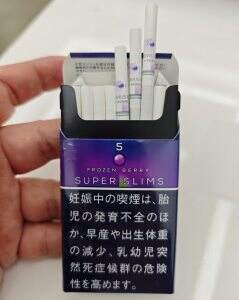 5
FROZEN BERRY
SUPER SLIMS
妊娠中の喫煙は、胎
児の発育不全のほ
か、早産や出生体重
の減少、乳幼児突
然死症候群の危険
性を高めます。